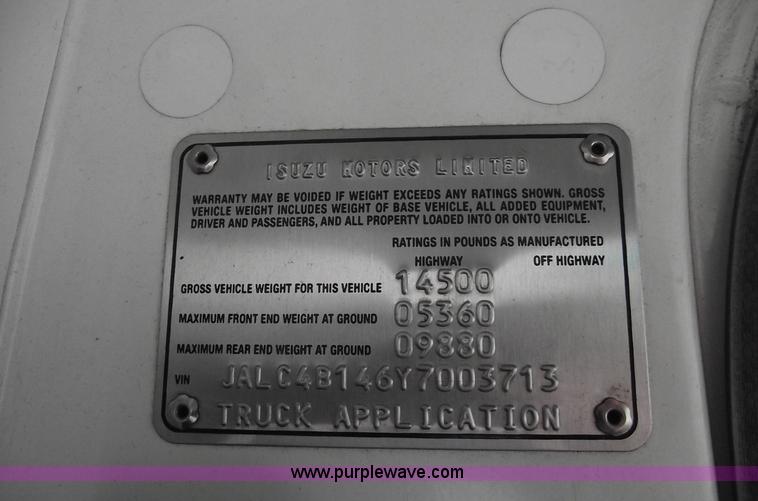 ISUZU MOTORS LIMITED
WARRANTY MAY BE VOIDED IF WEIGHT EXCEEDS ANY RATINGS SHOWN. GROSS
VEHICLE WEIGHT INCLUDES WEIGHT OF BASE VEHICLE, ALL ADDED EQUIPMENT,
DRIVER AND PASSENGERS, AND ALL PROPERTY LOADED INTO OR ONTO VEHICLE.
RATINGS IN POUNDS AS MANUFACTURED
HIGHWAY OFF HIGHWAY
GROSS VEHICLE WEIGHT FOR THIS VEHICLE 14500
MAXIMUM FRONT END WEIGHT AT GROUND 05360
MAXIMUM REAR END WEIGHT AT GROUND 09880
VIN JALC4B146Y7003713
TRUCK APPLICATION
www.purplewave.com